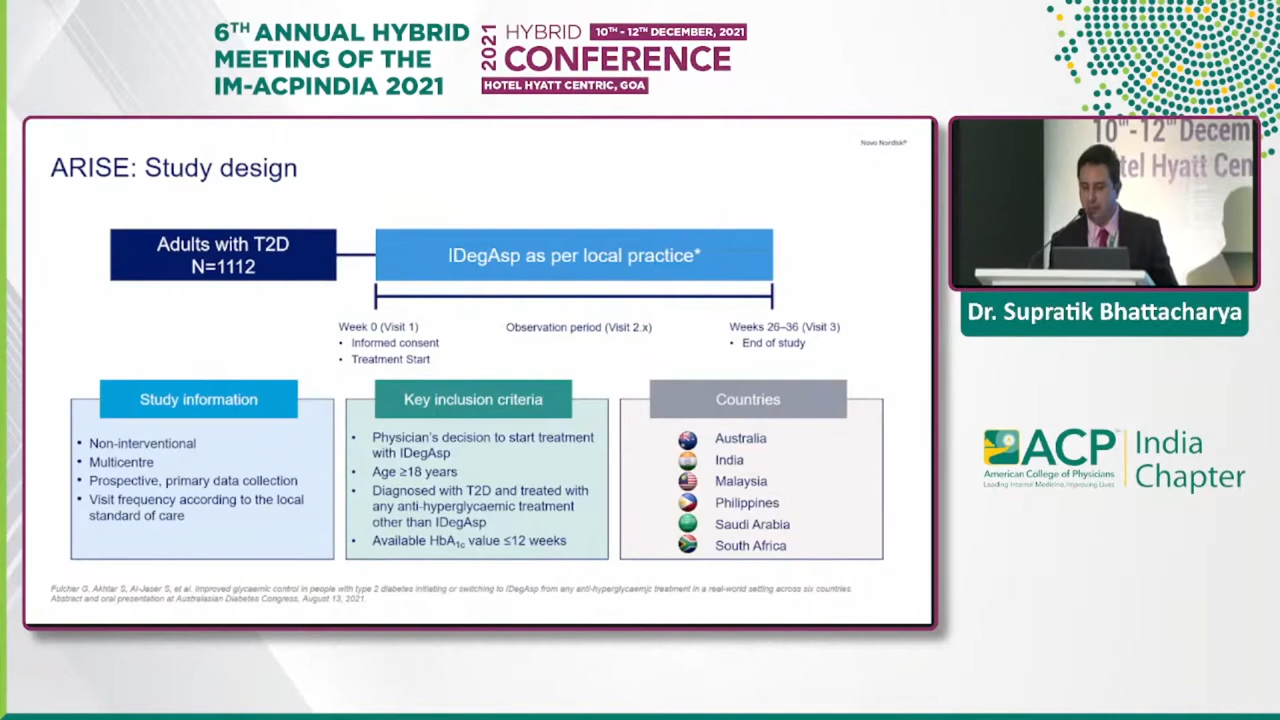 6TH ANNUAL HYBRID
MEETING OF THE
IM-ACPINDIA 2021
2021
HYBRID
10TH - 12TH DECEMBER, 2021
CONFERENCE
HOTEL HYATT CENTRIC, GOA
Novo Nordisk®
ARISE: Study design
Adults with T2D
N=1112
IDegAsp as per local practice*
Week 0 (Visit 1)
• Informed consent
• Treatment Start
Observation period (Visit 2.x)
Weeks 26–36 (Visit 3)
• End of study
Study information
• Non-interventional
• Multicentre
• Prospective, primary data collection
• Visit frequency according to the local
standard of care
Key inclusion criteria
• Physician's decision to start treatment
with IDegAsp
• Age ≥18 years
• Diagnosed with T2D and treated with
any anti-hyperglycaemic treatment
other than IDegAsp
• Available HbA1c value ≤12 weeks
Countries
Australia
India
Malaysia
Philippines
Saudi Arabia
South Africa
Fulcher G, Akhtar S, Al-Jaser S, et al. Improved glycaemic control in people with type 2 diabetes initiating or switching to IDegAsp from any anti-hyperglycaemic treatment in a real-world setting across six countries.
Abstract and oral presentation at Australasian Diabetes Congress, August 13, 2021.
10th-12th Decem
tel Hyatt Cen
Dr. Supratik Bhattacharya
ACP
American College of Physicians
Leading Internal Medicine, Improving Lives
India
Chapter